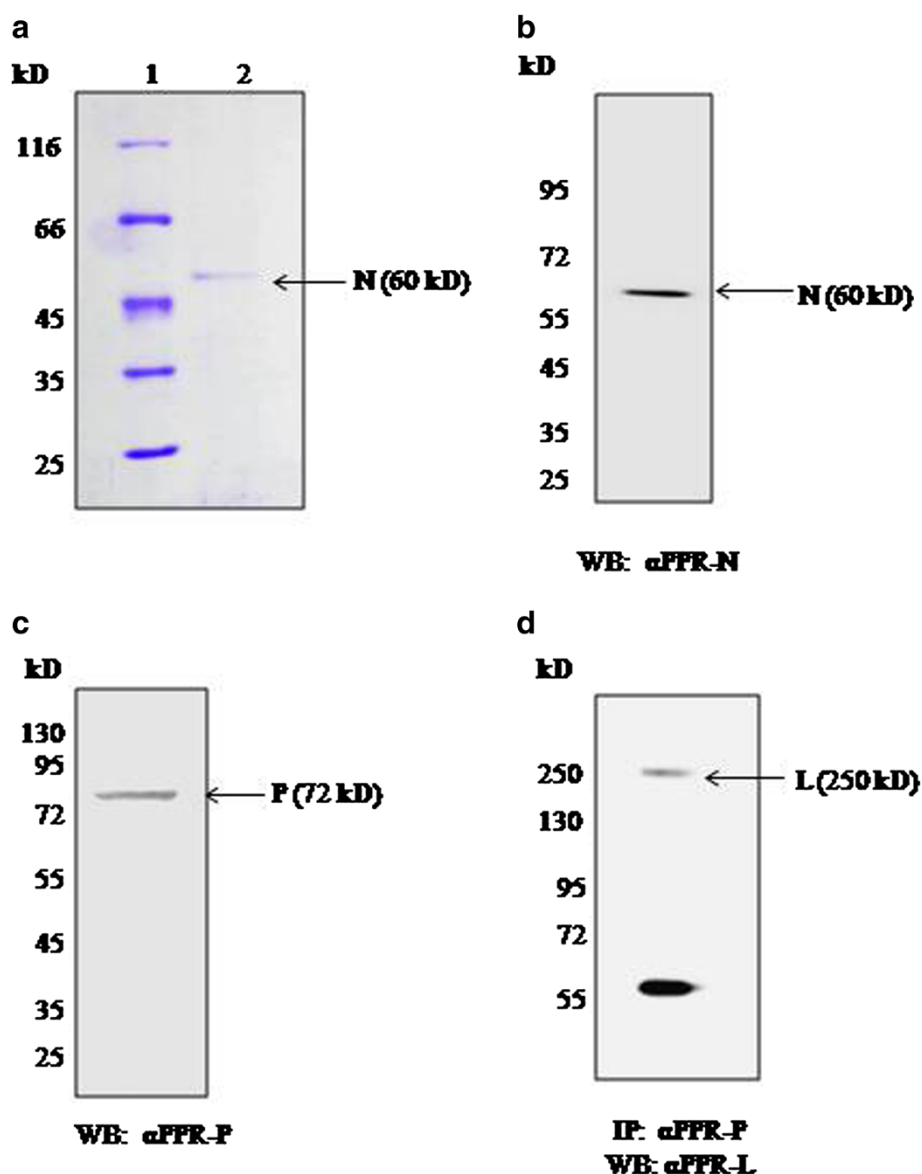 a
kD 1 2
116
66
45
35
25
N (60 kD)
b
kD
95
72
55
45
35
25
N (60 kD)
WB: αPPR-N
c
kD
130
95
72
55
45
35
25
P (72 kD)
WB: αPPR-P
d
kD
250
130
95
72
55
L (250 kD)
IP: αPPR-P
WB: αPPR-L